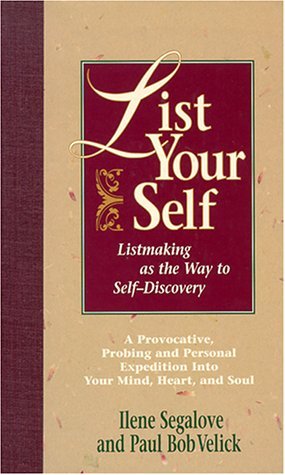 List
Your
Self
Listmaking
as the Way to
Self-Discovery
A Provocative,
Probing and Personal
Expedition Into
Your Mind, Heart, and Soul
Ilene Segalove
and Paul Bob Velick